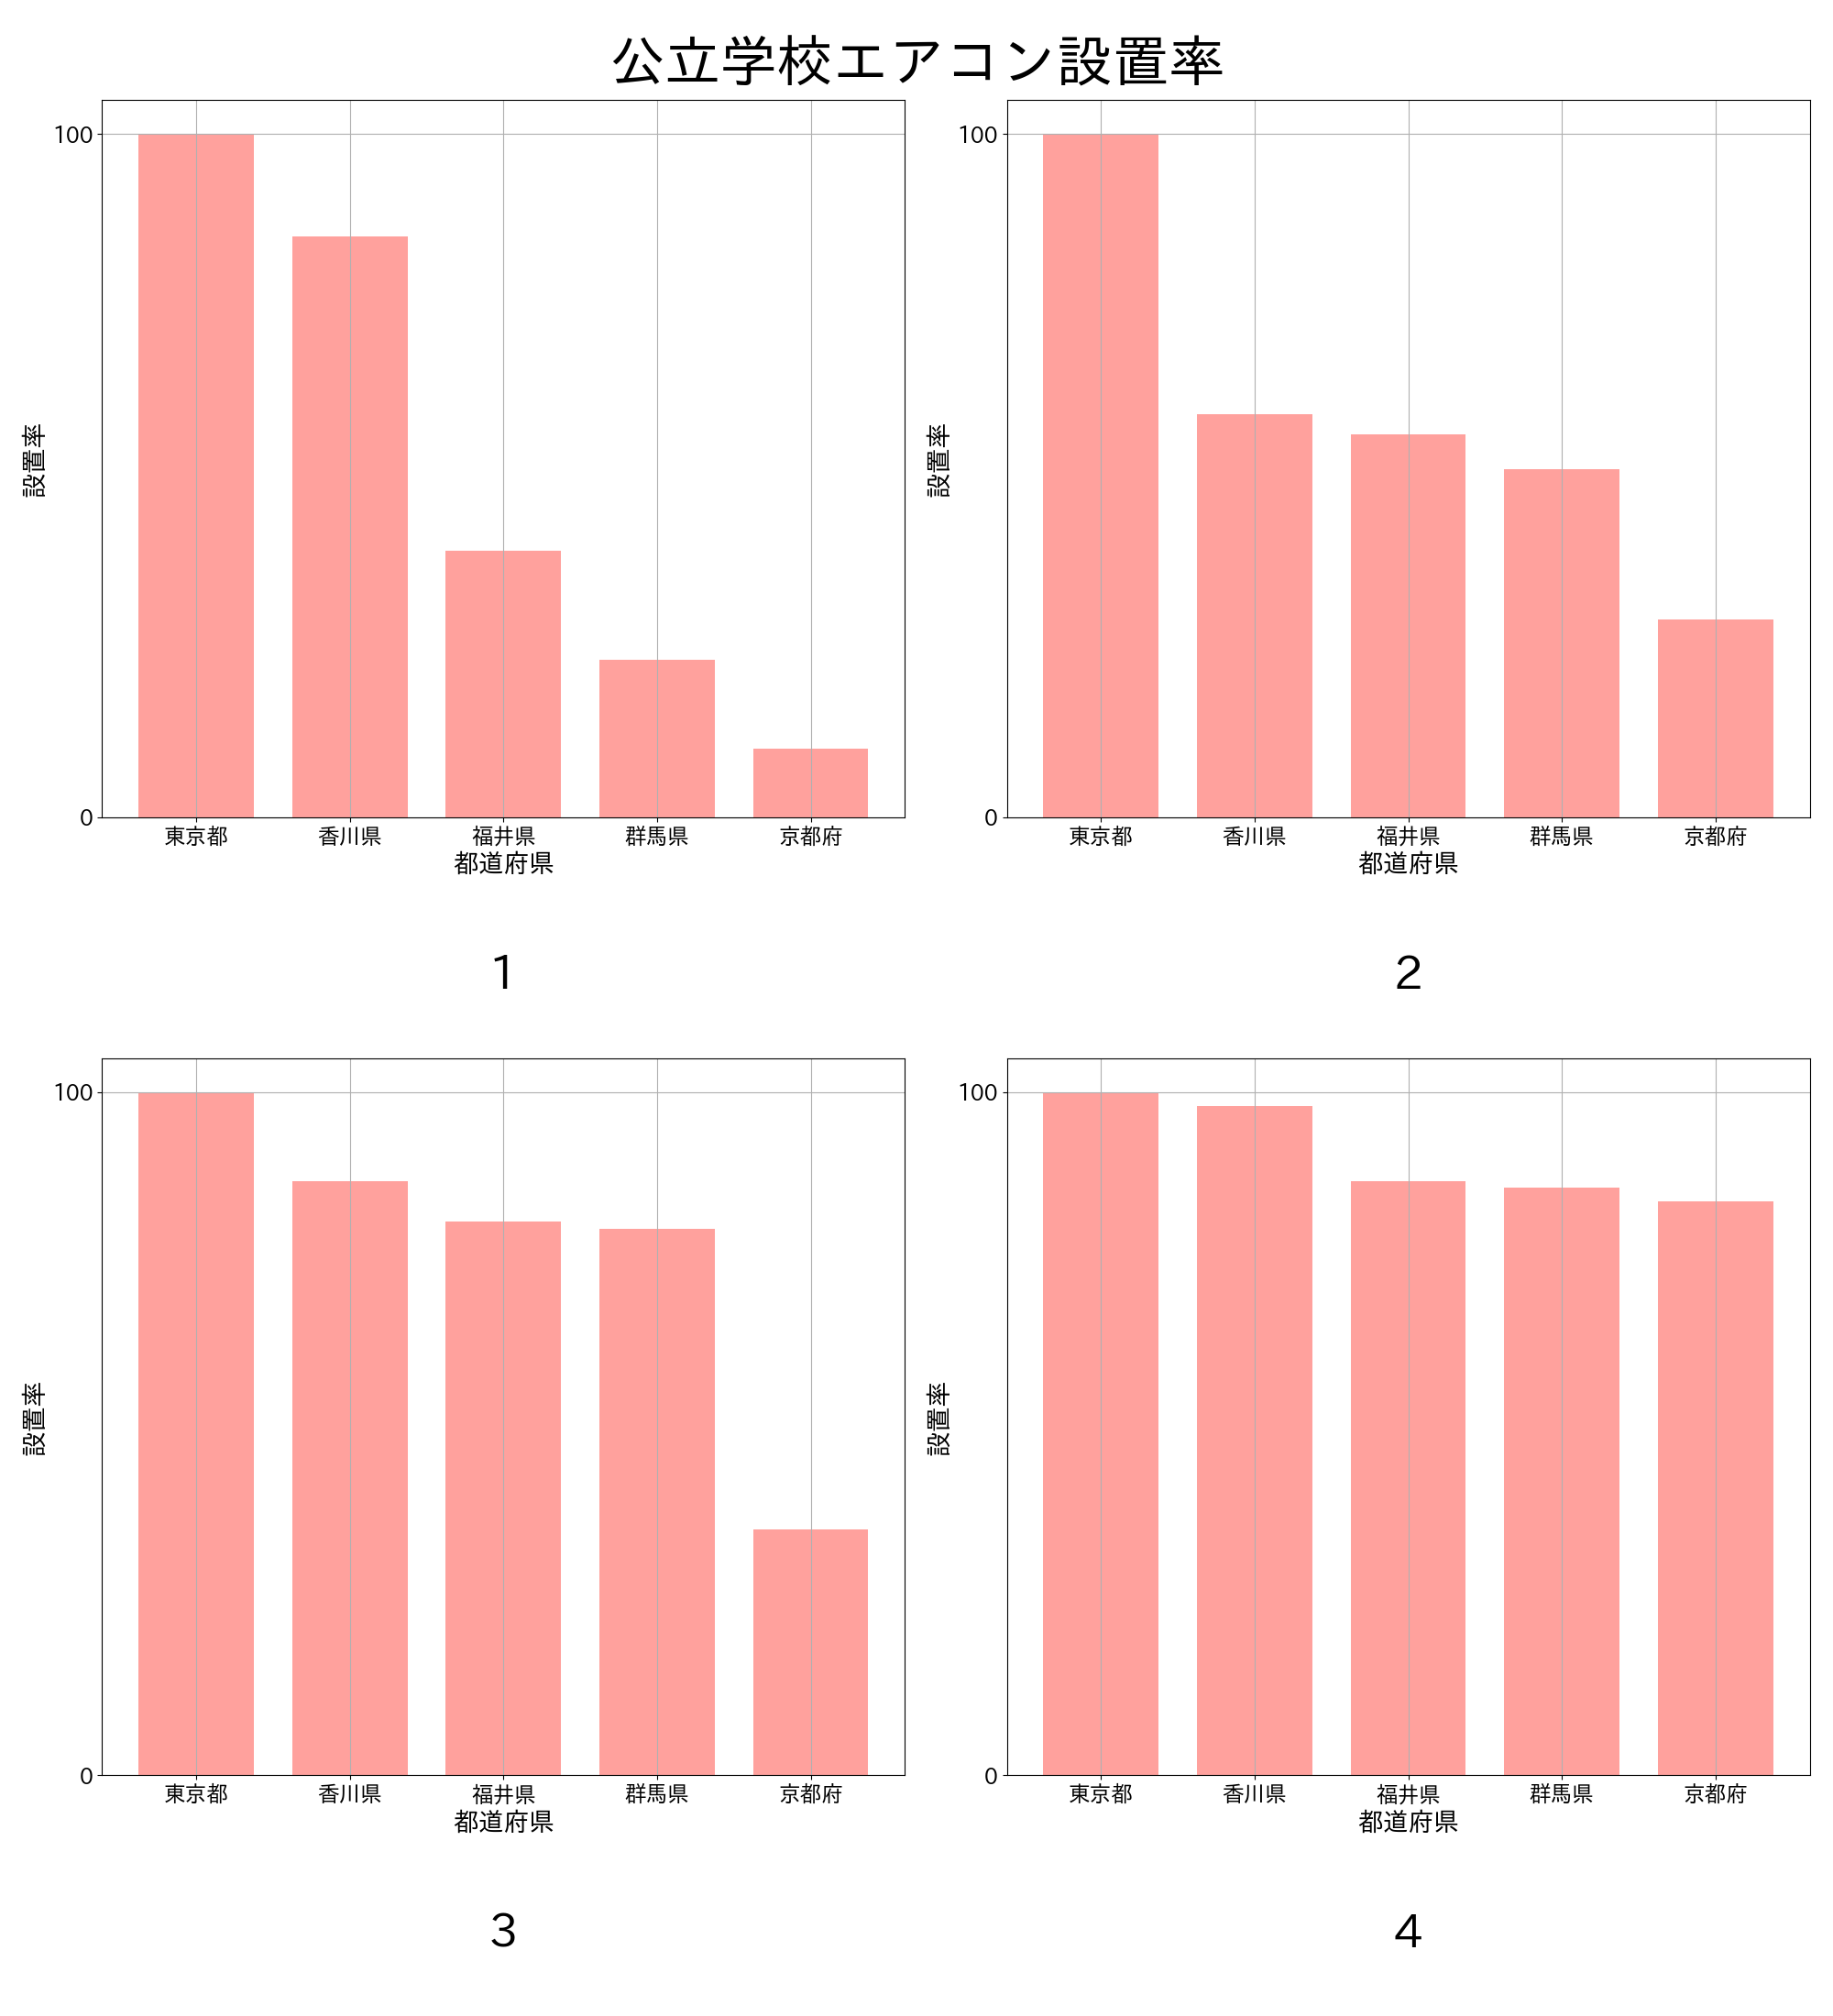 公立学校エアコン設置率
100
設置率
0
東京都 香川県 福井県 群馬県 京都府
都道府県
1
100
設置率
0
東京都 香川県 福井県 群馬県 京都府
都道府県
2
100
設置率
0
東京都 香川県 福井県 群馬県 京都府
都道府県
3
100
設置率
0
東京都 香川県 福井県 群馬県 京都府
都道府県
4